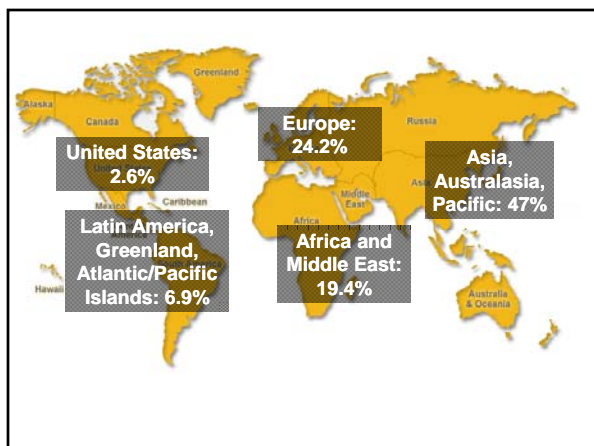 Greenland
Alaska
Canada
Russia
Europe:
24.2%
United States:
2.6%
Asia,
Australasia,
Pacific: 47%
Mexico
Caribbean
Middle
East
Africa
Latin America,
Greenland,
Atlantic/Pacific
Islands: 6.9%
Africa and
Middle East:
19.4%
Hawaii
Australia
& Oceania